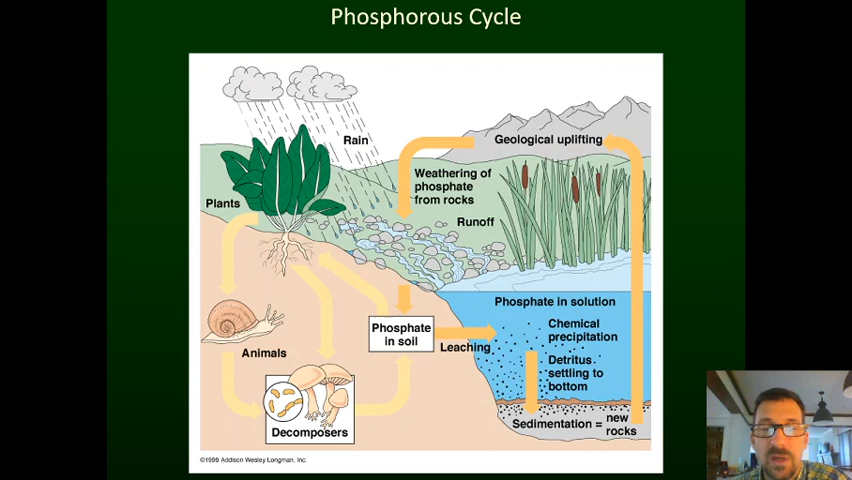 Phosphorous Cycle
Rain
Geological uplifting
Weathering of
phosphate
from rocks
Plants
Runoff
Phosphate in solution
Chemical
precipitation
Phosphate
in soil
Leaching
Animals
Detritus
settling to
bottom
Decomposers
Sedimentation = new
rocks
©1999 Addison Wesley Longman, Inc.